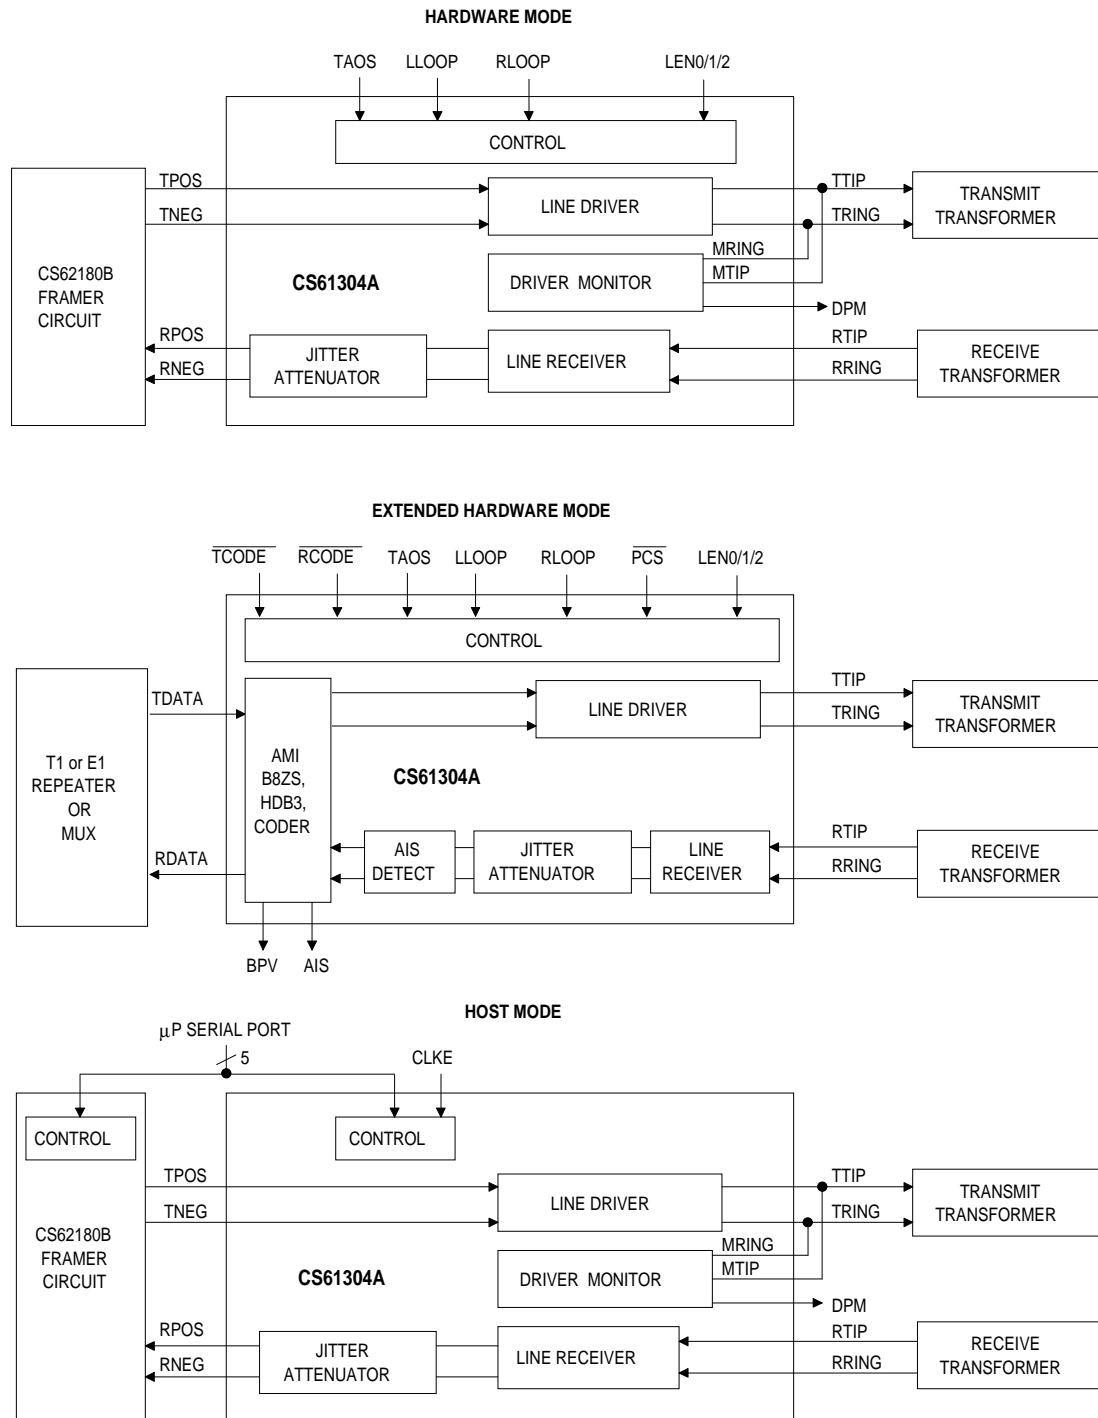 HARDWARE MODE
TAOS LLOOP RLOOP LEN0/1/2
CONTROL
TPOS
TNEG
LINE DRIVER
TTIP
TRING
TRANSMIT
TRANSFORMER
MRING
MTIP
DRIVER MONITOR
DPM
CS61304A
CS62180B
FRAMER
CIRCUIT
RPOS
RNEG
JITTER
ATTENUATOR
LINE RECEIVER
RTIP
RRING
RECEIVE
TRANSFORMER
EXTENDED HARDWARE MODE
TCODE RCODE TAOS LLOOP RLOOP PCS LEN0/1/2
CONTROL
TDATA
LINE DRIVER
TTIP
TRING
TRANSMIT
TRANSFORMER
T1 or E1
REPEATER
OR
MUX
AMI
B8ZS,
HDB3,
CODER
CS61304A
RDATA
AIS
DETECT
JITTER
ATTENUATOR
LINE
RECEIVER
RTIP
RRING
RECEIVE
TRANSFORMER
BPV AIS
HOST MODE
μP SERIAL PORT
5
CLKE
CONTROL
CONTROL
TPOS
TNEG
LINE DRIVER
TTIP
TRING
TRANSMIT
TRANSFORMER
MRING
MTIP
DRIVER MONITOR
DPM
CS61304A
CS62180B
FRAMER
CIRCUIT
RPOS
RNEG
JITTER
ATTENUATOR
LINE RECEIVER
RTIP
RRING
RECEIVE
TRANSFORMER